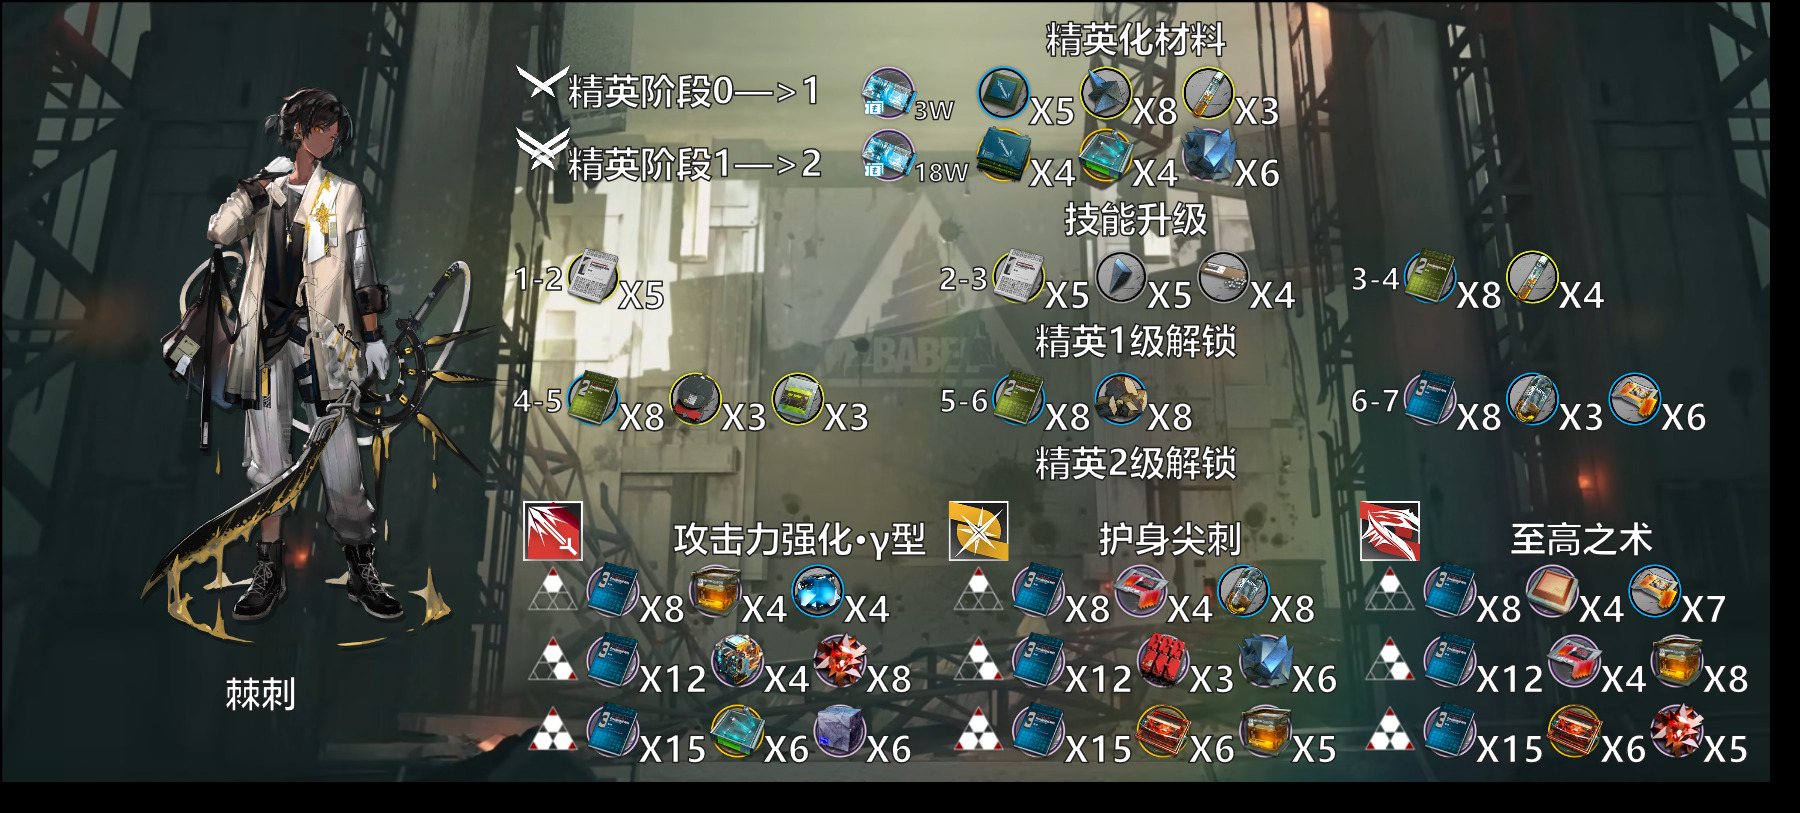 精英化材料
精英阶段0—>1 3W X5 X8 X3
精英阶段1—>2 18W X4 X4 X6
技能升级
1-2 X5 2-3 X5 X5 X4 3-4 X8 X4
精英1级解锁
4-5 X8 X3 X3 5-6 X8 X8 6-7 X8 X3 X6
精英2级解锁
攻击力强化·γ型 护身尖刺 至高之术
X8 X4 X4 X8 X4 X8 X8 X4 X7
X12 X4 X8 X12 X3 X6 X12 X4 X8
X15 X6 X6 X15 X6 X5 X15 X6 X5
棘刺
BABEL